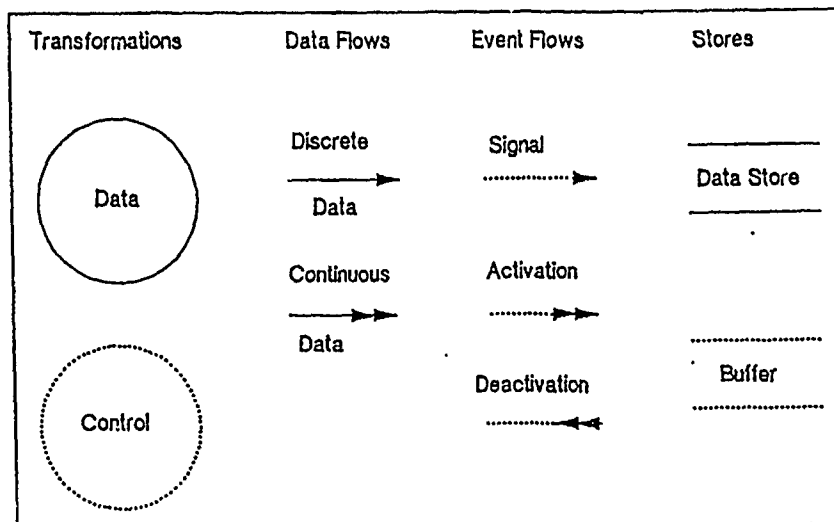 Transformations Data Flows Event Flows Stores
Discrete Signal
Data Data Data Store
Continuous Activation
Data
Deactivation Buffer
Control